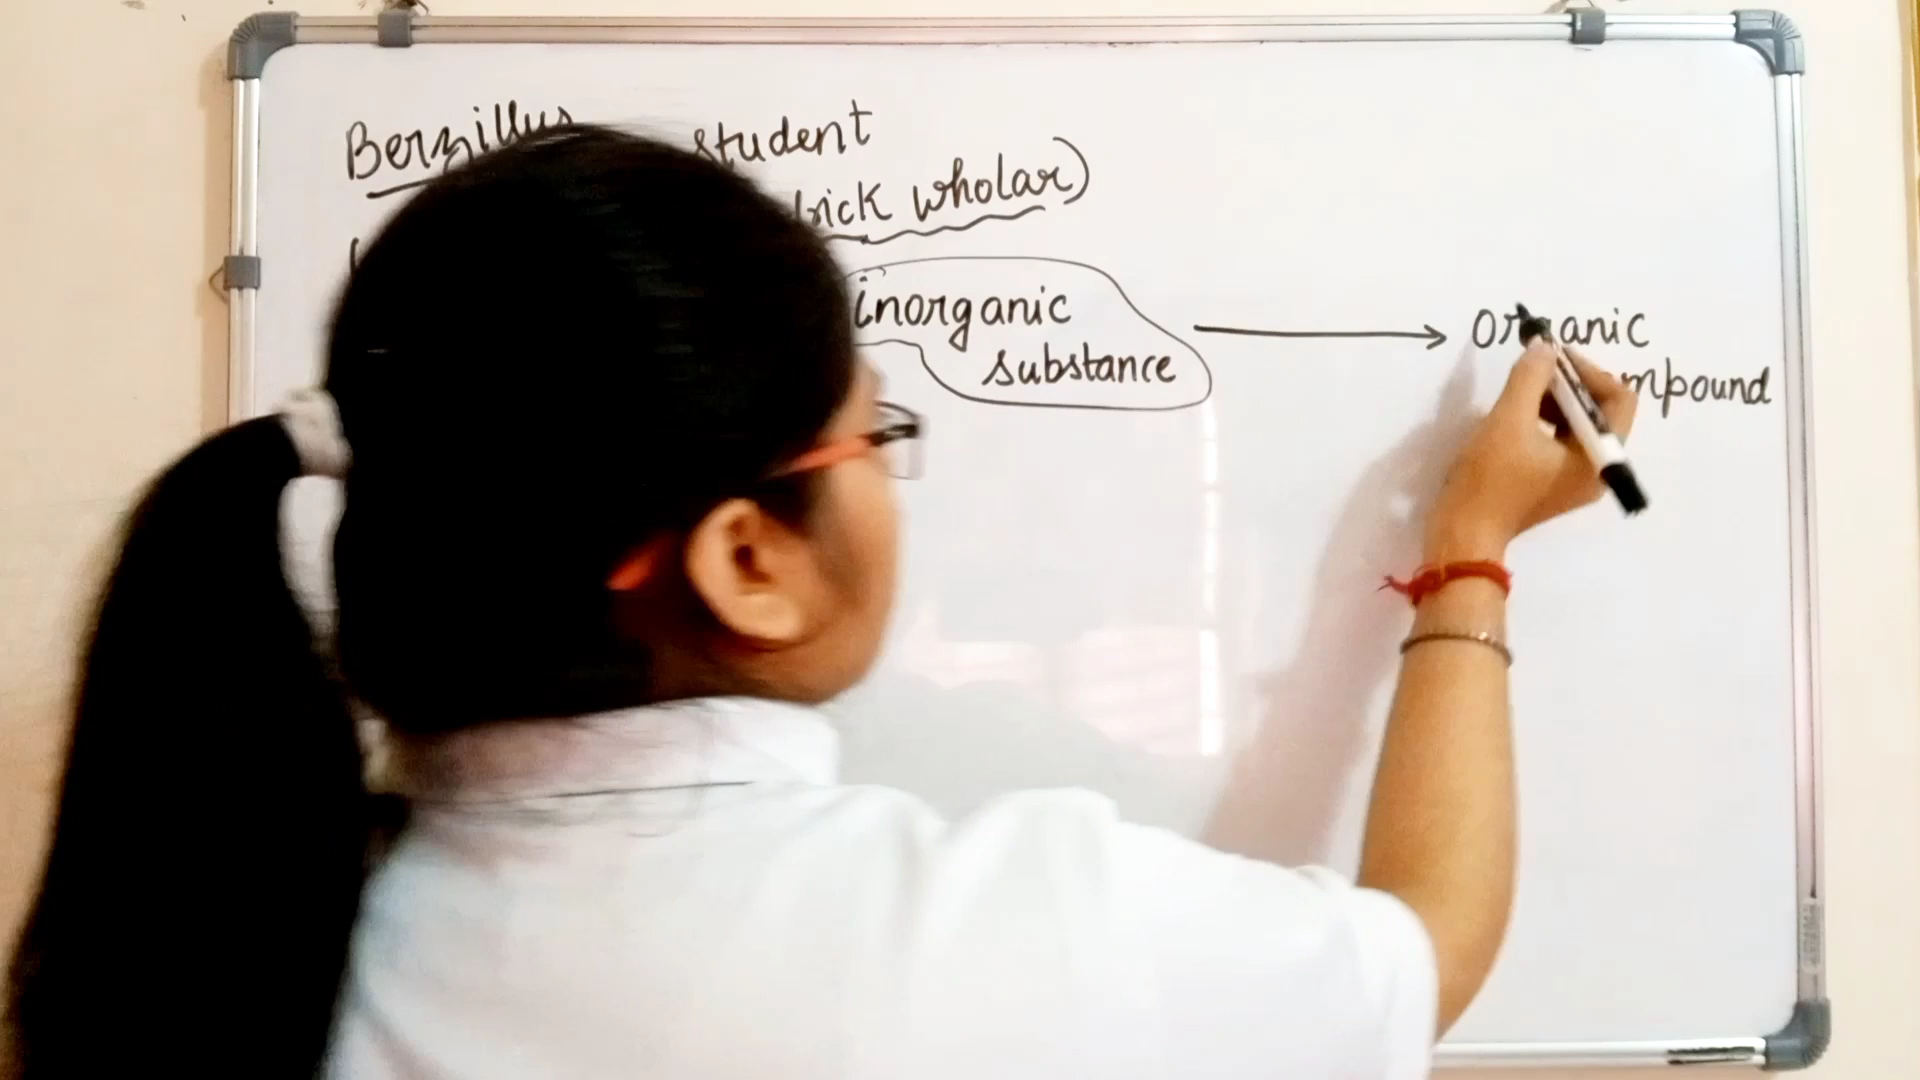 Berzillus student
rick wholar)
inorganic
substance
organic
mpound